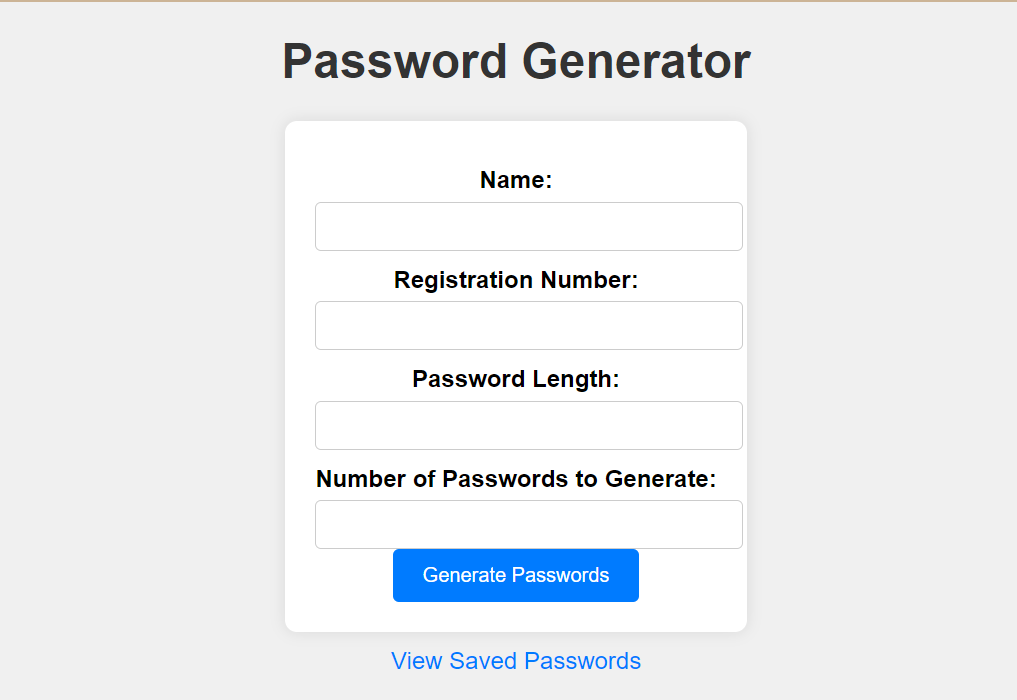 Password Generator
Name:
Registration Number:
Password Length:
Number of Passwords to Generate:
Generate Passwords
View Saved Passwords